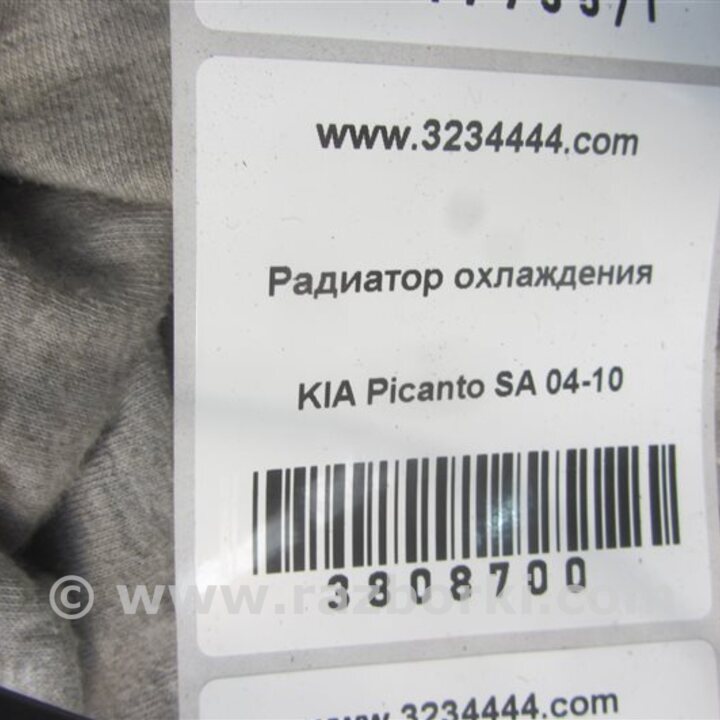 www.3234444.com
Радиатор охлаждения
KIA Picanto SA 04-10
3308700
© www.razborki.com
www.3234444.com